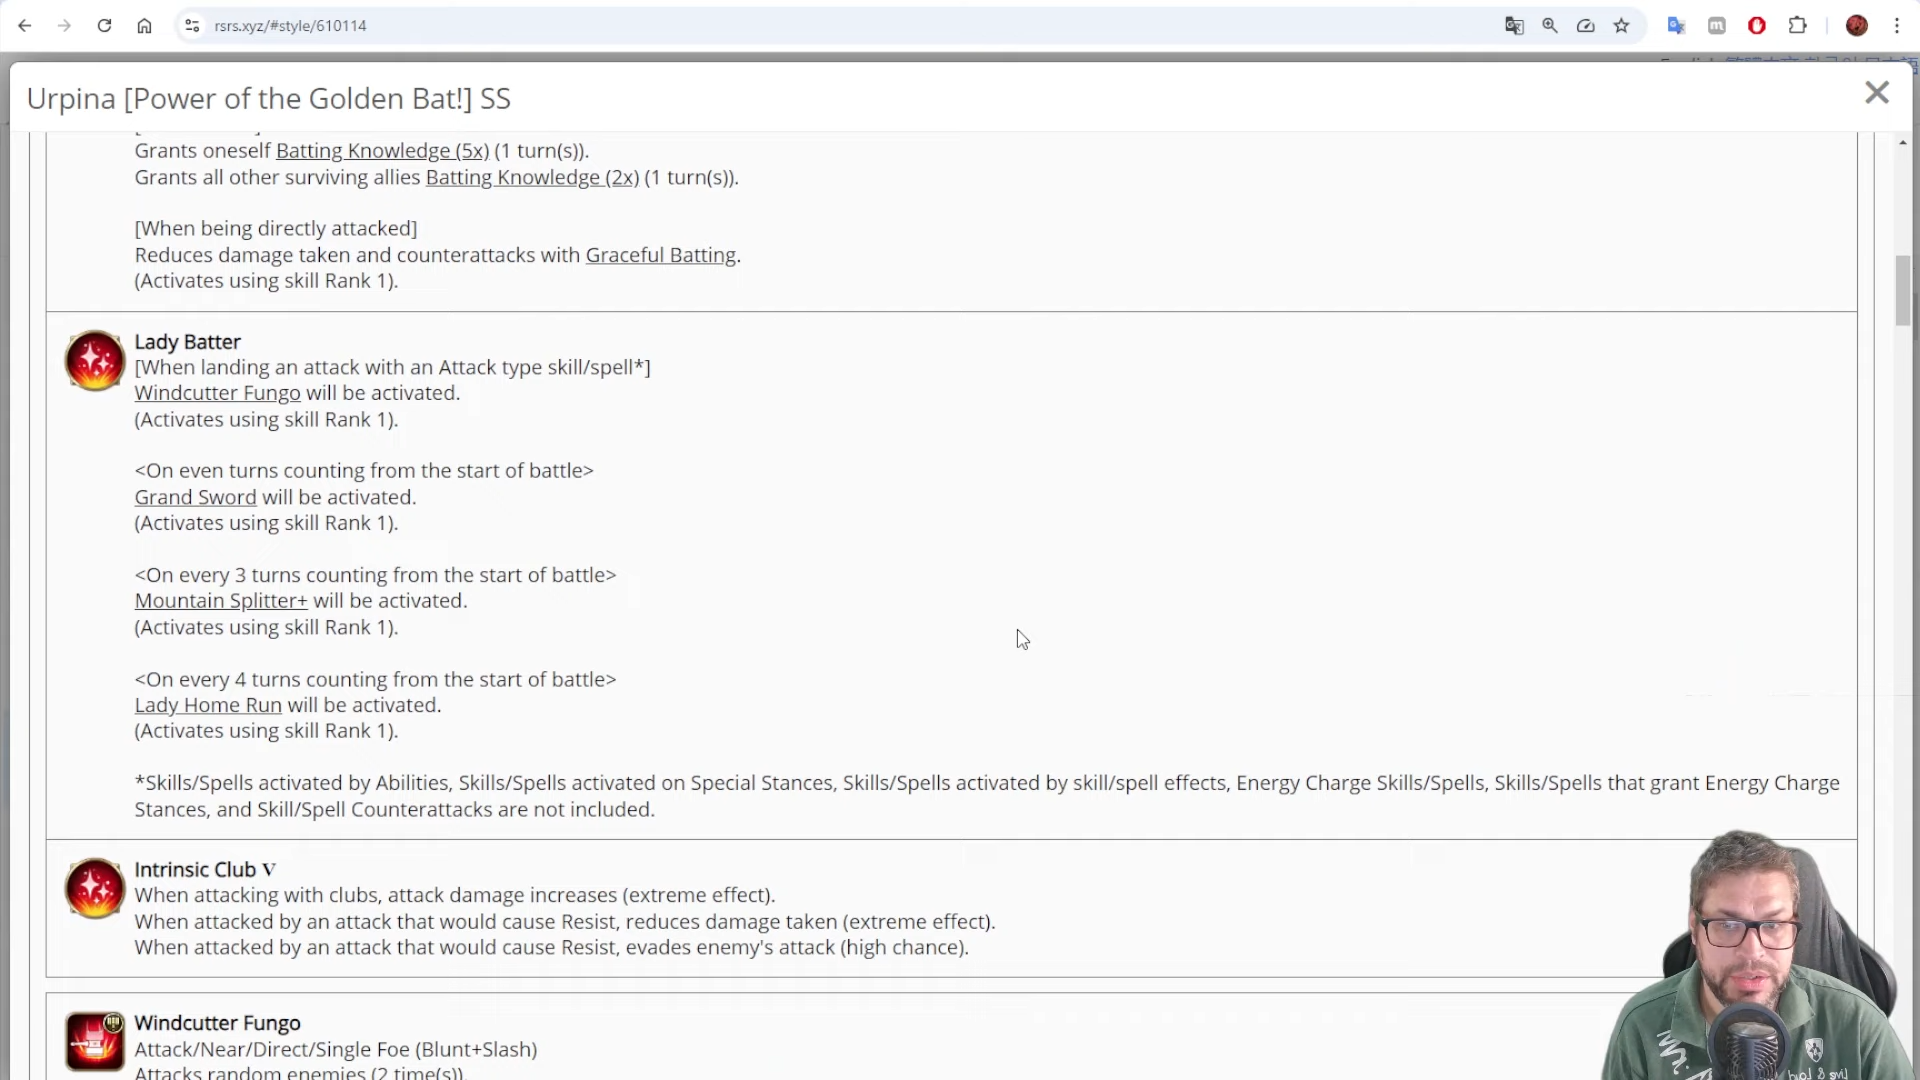 rsrs.xyz/#style/610114
Urpina [Power of the Golden Bat!] SS
Grants oneself Batting Knowledge (5x) (1 turn(s)).
Grants all other surviving allies Batting Knowledge (2x) (1 turn(s)).
[When being directly attacked]
Reduces damage taken and counterattacks with Graceful Batting.
(Activates using skill Rank 1).
Lady Batter
[When landing an attack with an Attack type skill/spell*]
Windcutter Fungo will be activated.
(Activates using skill Rank 1).
<On even turns counting from the start of battle>
Grand Sword will be activated.
(Activates using skill Rank 1).
<On every 3 turns counting from the start of battle>
Mountain Splitter+ will be activated.
(Activates using skill Rank 1).
<On every 4 turns counting from the start of battle>
Lady Home Run will be activated.
(Activates using skill Rank 1).
*Skills/Spells activated by Abilities, Skills/Spells activated on Special Stances, Skills/Spells activated by skill/spell effects, Energy Charge Skills/Spells, Skills/Spells that grant Energy Charge
Stances, and Skill/Spell Counterattacks are not included.
Intrinsic Club V
When attacking with clubs, attack damage increases (extreme effect).
When attacked by an attack that would cause Resist, reduces damage taken (extreme effect).
When attacked by an attack that would cause Resist, evades enemy's attack (high chance).
Windcutter Fungo
Attack/Near/Direct/Single Foe (Blunt+Slash)
Attacks random enemies (2 time(s)).